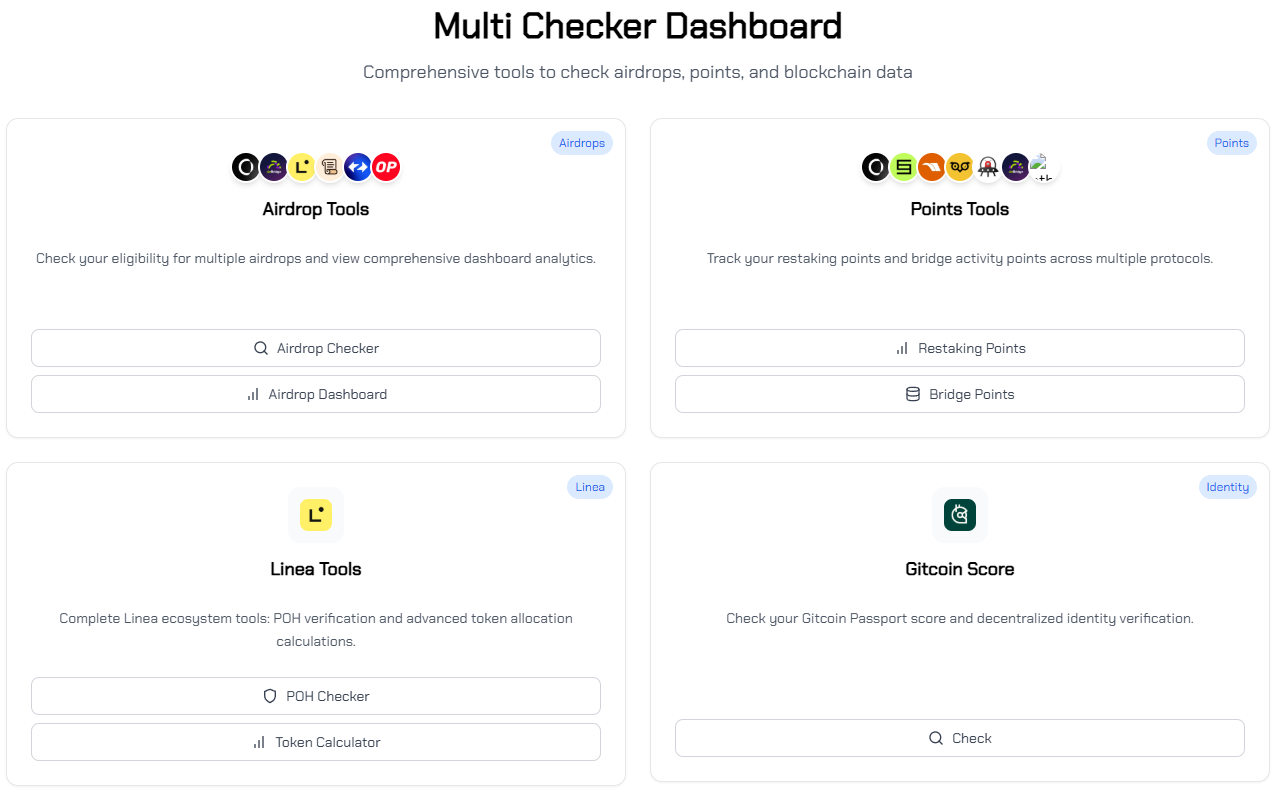 Multi Checker Dashboard
Comprehensive tools to check airdrops, points, and blockchain data
Airdrops
OP
Airdrop Tools
Check your eligibility for multiple airdrops and view comprehensive dashboard analytics.
Airdrop Checker
Airdrop Dashboard
Points
Points Tools
Track your restaking points and bridge activity points across multiple protocols.
Restaking Points
Bridge Points
Linea
Linea Tools
Complete Linea ecosystem tools: POH verification and advanced token allocation
calculations.
POH Checker
Token Calculator
Identity
Gitcoin Score
Check your Gitcoin Passport score and decentralized identity verification.
Check